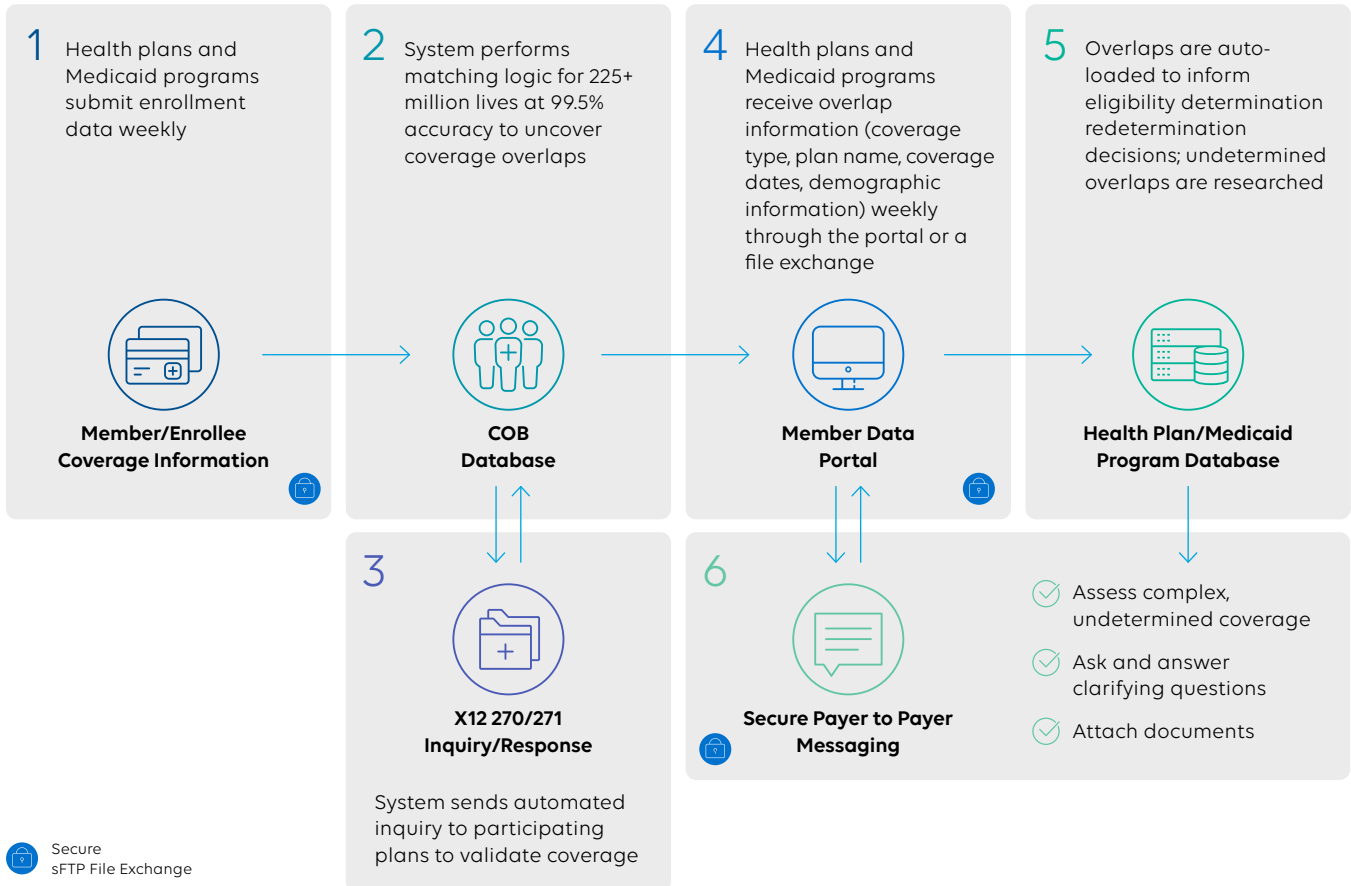 1
Health plans and
Medicaid programs
submit enrollment
data weekly
Member/Enrollee
Coverage Information
2
System performs
matching logic for 225+
million lives at 99.5%
accuracy to uncover
coverage overlaps
COB
Database
3
X12 270/271
Inquiry/Response
System sends automated
inquiry to participating
plans to validate coverage
4
Health plans and
Medicaid programs
receive overlap
information (coverage
type, plan name, coverage
dates, demographic
information) weekly
through the portal or a
file exchange
Member Data
Portal
5
Overlaps are auto-
loaded to inform
eligibility determination
redetermination
decisions; undetermined
overlaps are researched
Health Plan/Medicaid
Program Database
6
Secure Payer to Payer
Messaging
Assess complex,
undetermined coverage
Ask and answer
clarifying questions
Attach documents
Secure
sFTP File Exchange